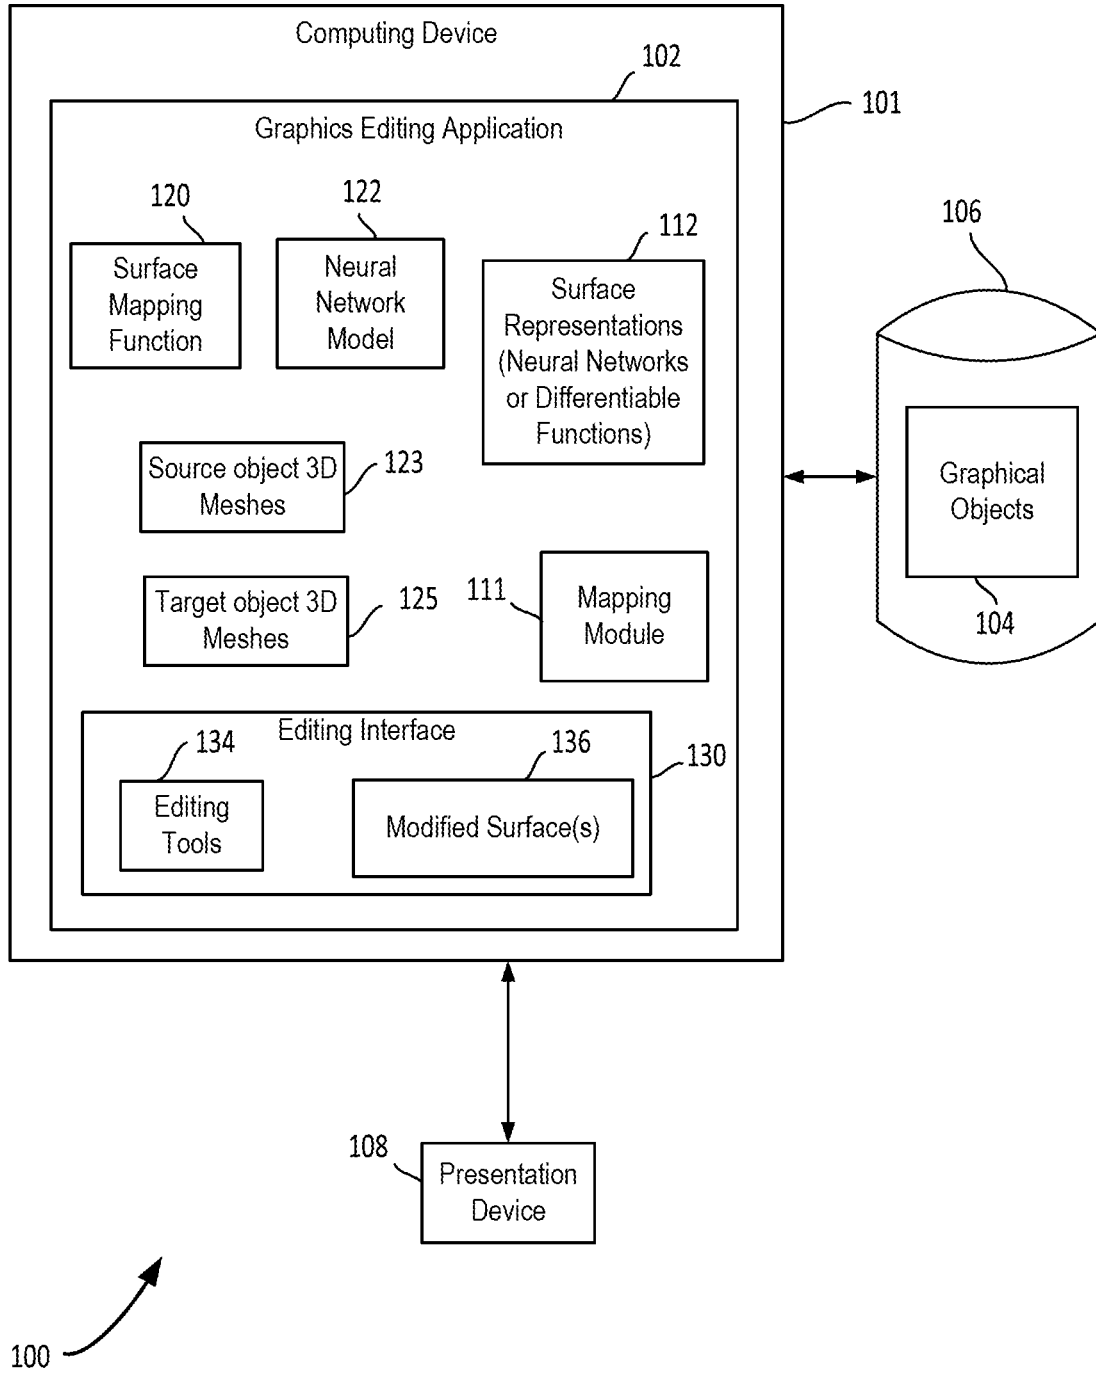 Computing Device
102
101
Graphics Editing Application
120
122
112
106
Surface
Mapping
Function
Neural
Network
Model
Surface
Representations
(Neural Networks
or Differentiable
Functions)
Source object 3D
Meshes
123
Graphical
Objects
104
Target object 3D
Meshes
125
111
Mapping
Module
Editing Interface
134
136
130
Editing
Tools
Modified Surface(s)
108
Presentation
Device
100